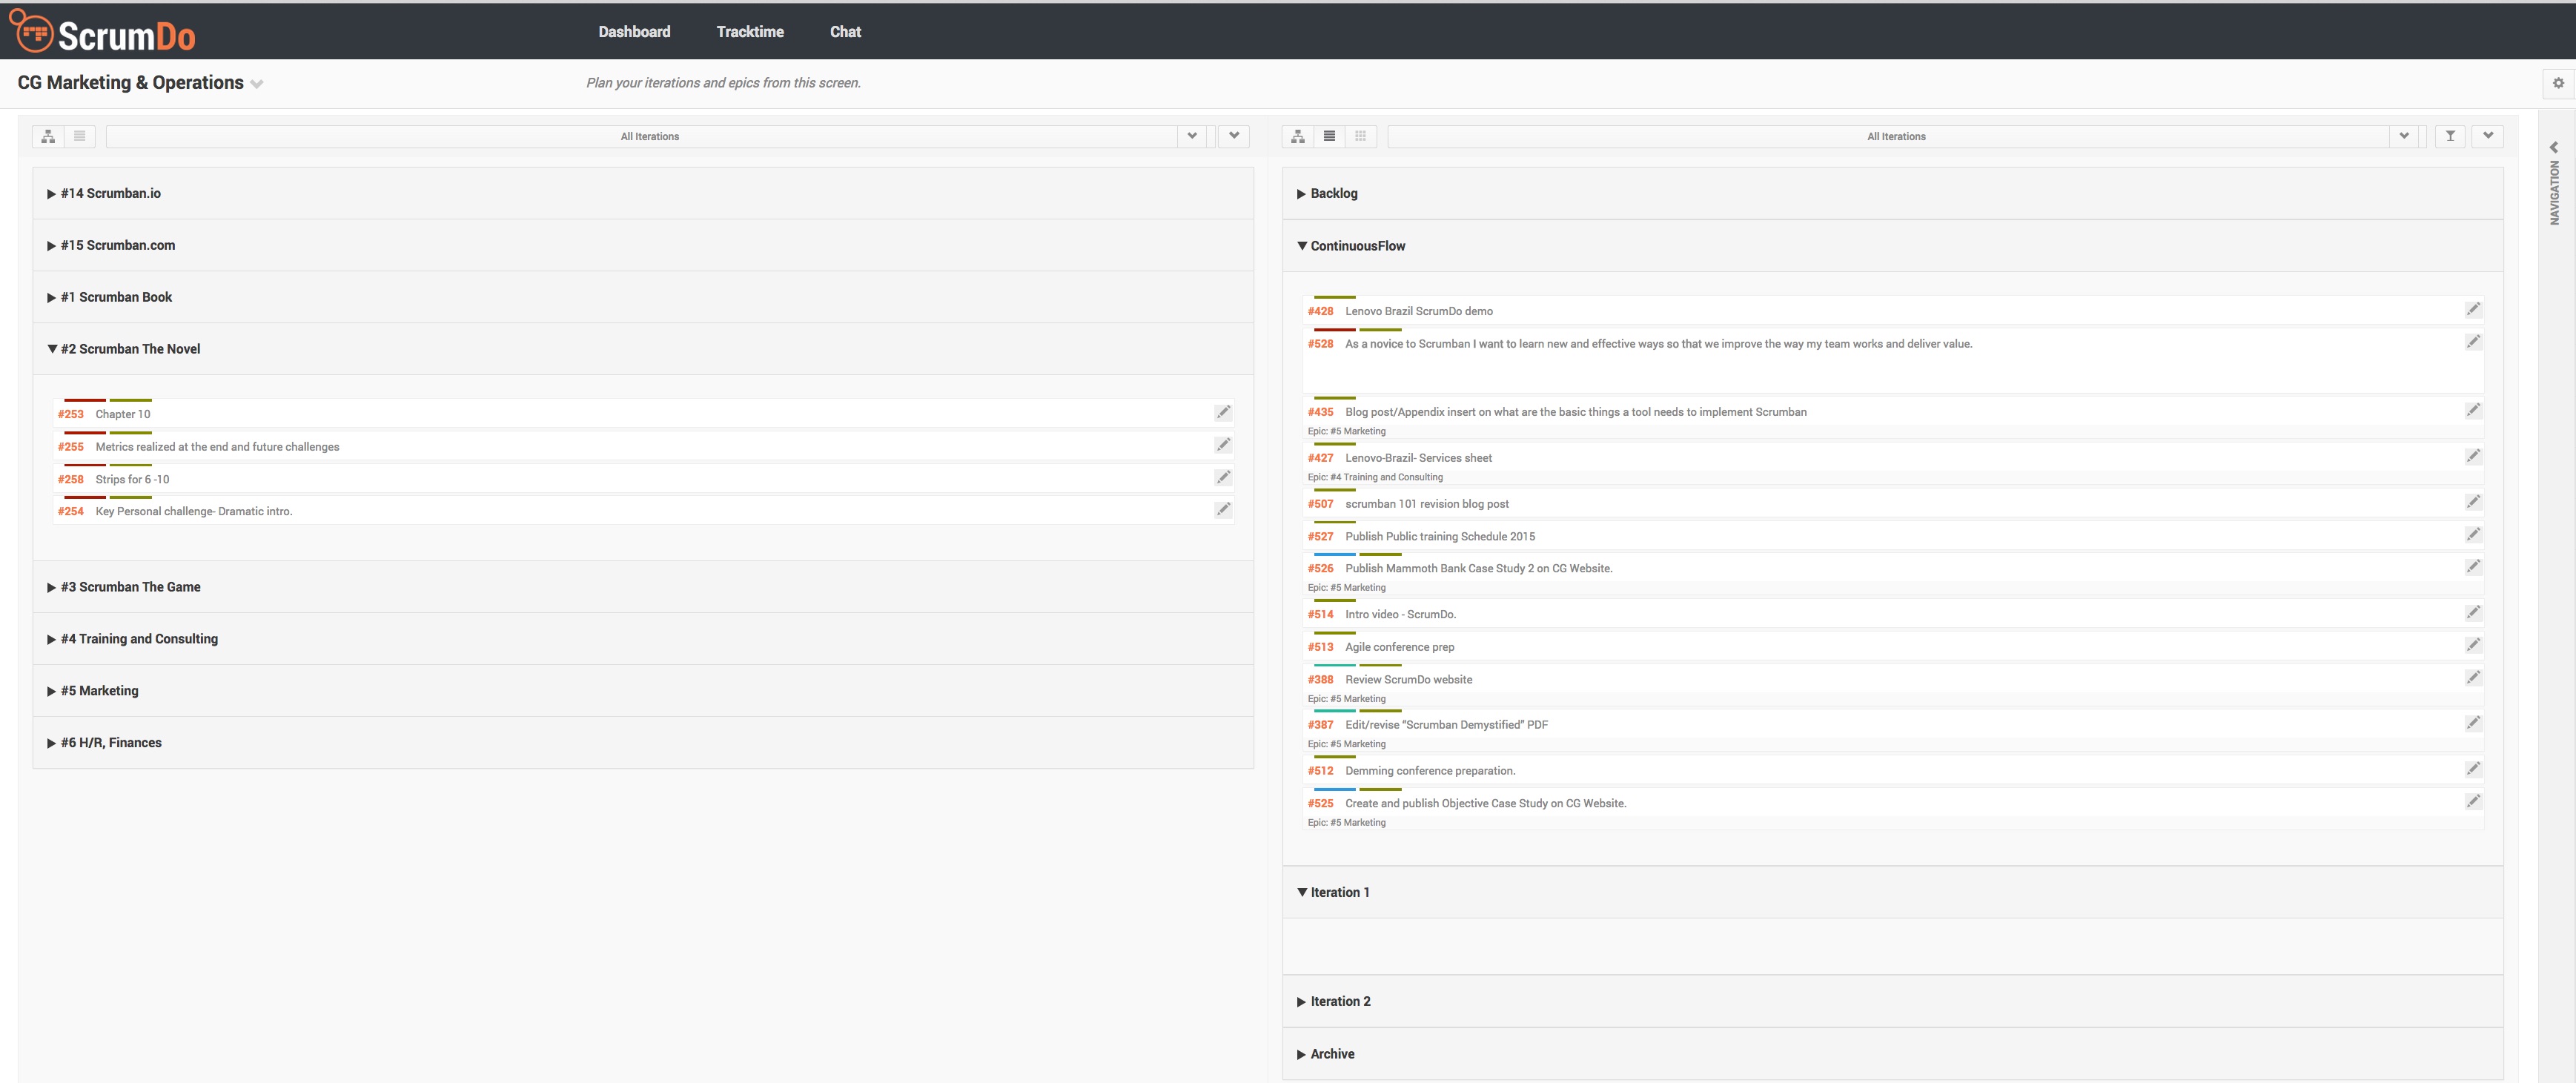 ScrumDo
Dashboard Tracktime Chat
CG Marketing & Operations
Plan your iterations and epics from this screen.
All Iterations
#14 Scrumban.io
#15 Scrumban.com
#1 Scrumban Book
#2 Scrumban The Novel
#253 Chapter 10
#255 Metrics realized at the end and future challenges
#258 Strips for 6 -10
#254 Key Personal challenge- Dramatic intro.
#3 Scrumban The Game
#4 Training and Consulting
#5 Marketing
#6 H/R, Finances
All Iterations
Backlog
ContinuousFlow
#428 Lenovo Brazil ScrumDo demo
#528 As a novice to Scrumban I want to learn new and effective ways so that we improve the way my team works and deliver value.
#435 Blog post/Appendix insert on what are the basic things a tool needs to implement Scrumban
Epic: #5 Marketing
#427 Lenovo-Brazil- Services sheet
Epic: #4 Training and Consulting
#507 scrumban 101 revision blog post
#527 Publish Public training Schedule 2015
#526 Publish Mammoth Bank Case Study 2 on CG Website.
Epic: #5 Marketing
#514 Intro video - ScrumDo.
#513 Agile conference prep
#388 Review ScrumDo website
Epic: #5 Marketing
#387 Edit/revise “Scrumban Demystified” PDF
Epic: #5 Marketing
#512 Demming conference preparation.
#525 Create and publish Objective Case Study on CG Website.
Epic: #5 Marketing
Iteration 1
Iteration 2
Archive
NAVIGATION